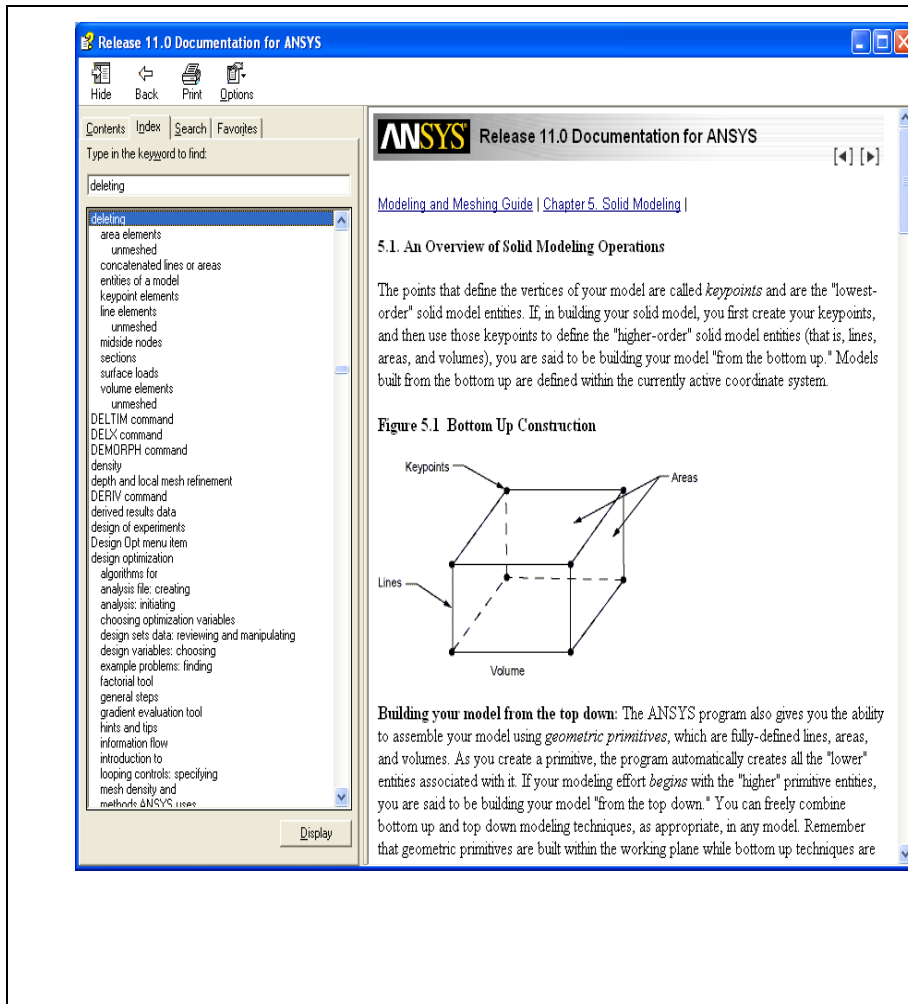 Release 11.0 Documentation for ANSYS
Hide Back Print Options
Contents Index Search Favorites
Type in the keyword to find:
deleting
deleting
area elements
unmeshed
concatenated lines or areas
entities of a model
keypoint elements
line elements
unmeshed
midside nodes
sections
surface loads
volume elements
unmeshed
DELTIM command
DELX command
DEMORPH command
density
depth and local mesh refinement
DERIV command
derived results data
design of experiments
Design Opt menu item
design optimization
algorithms for
analysis file: creating
analysis: initiating
choosing optimization variables
design sets data: reviewing and manipulating
design variables: choosing
example problems: finding
factorial tool
general steps
gradient evaluation tool
hints and tips
information flow
introduction to
looping controls: specifying
mesh density and
methods ANSYS uses
Display
ANSYS Release 11.0 Documentation for ANSYS
Modeling and Meshing Guide | Chapter 5. Solid Modeling |
5.1. An Overview of Solid Modeling Operations
The points that define the vertices of your model are called keypoints and are the "lowest-
order" solid model entities. If, in building your solid model, you first create your keypoints,
and then use those keypoints to define the "higher-order" solid model entities (that is, lines,
areas, and volumes), you are said to be building your model "from the bottom up." Models
built from the bottom up are defined within the currently active coordinate system.
Figure 5.1 Bottom Up Construction
Keypoints
Areas
Lines
Volume
Building your model from the top down: The ANSYS program also gives you the ability
to assemble your model using geometric primitives, which are fully-defined lines, areas,
and volumes. As you create a primitive, the program automatically creates all the "lower"
entities associated with it. If your modeling effort begins with the "higher" primitive entities,
you are said to be building your model "from the top down." You can freely combine
bottom up and top down modeling techniques, as appropriate, in any model. Remember
that geometric primitives are built within the working plane while bottom up techniques are